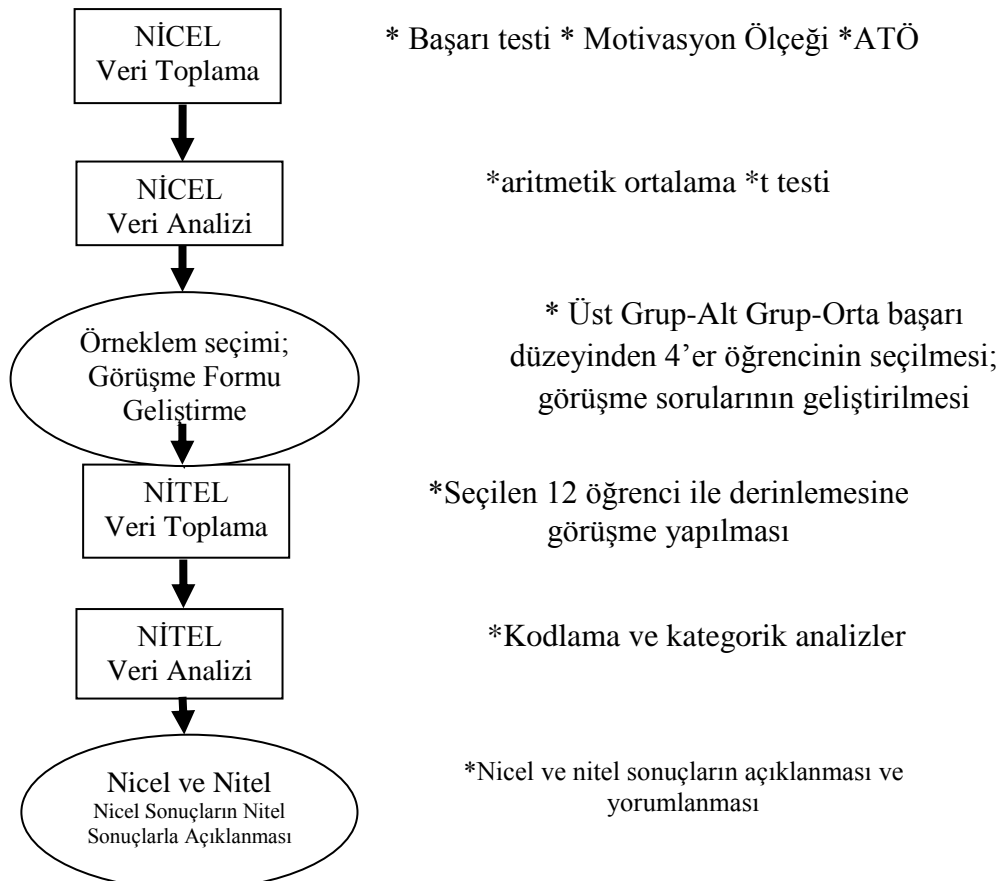 NİCEL
Veri Toplama
* Başarı testi * Motivasyon Ölçeği *ATÖ
NİCEL
Veri Analizi
*aritmetik ortalama *t testi
Örneklem seçimi;
Görüşme Formu
Geliştirme
* Üst Grup-Alt Grup-Orta başarı
düzeyinden 4’er öğrencinin seçilmesi;
görüşme sorularının geliştirilmesi
NİTEL
Veri Toplama
*Seçilen 12 öğrenci ile derinlemesine
görüşme yapılması
NİTEL
Veri Analizi
*Kodlama ve kategorik analizler
Nicel ve Nitel
Nicel Sonuçların Nitel
Sonuçlarla Açıklanması
*Nicel ve nitel sonuçların açıklanması ve
yorumlanması